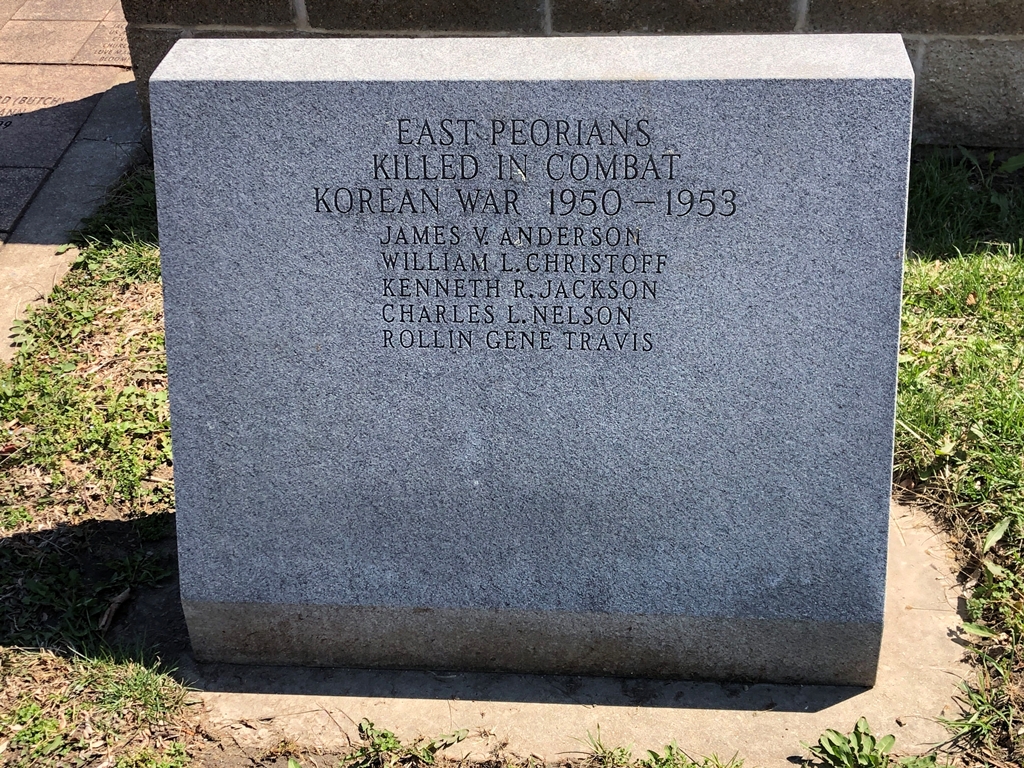 EAST PEORIANS
KILLED IN COMBAT
KOREAN WAR 1950 – 1953
JAMES V. ANDERSON
WILLIAM L. CHRISTOFF
KENNETH R. JACKSON
CHARLES L. NELSON
ROLLIN GENE TRAVIS
(BUTCH)